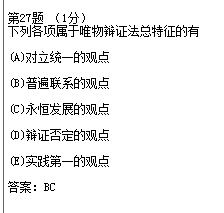 第27题 （1分）
下列各项属于唯物辩证法总特征的有
(A)对立统一的观点
(B)普遍联系的观点
(C)永恒发展的观点
(D)辩证否定的观点
(E)实践第一的观点
答案：BC